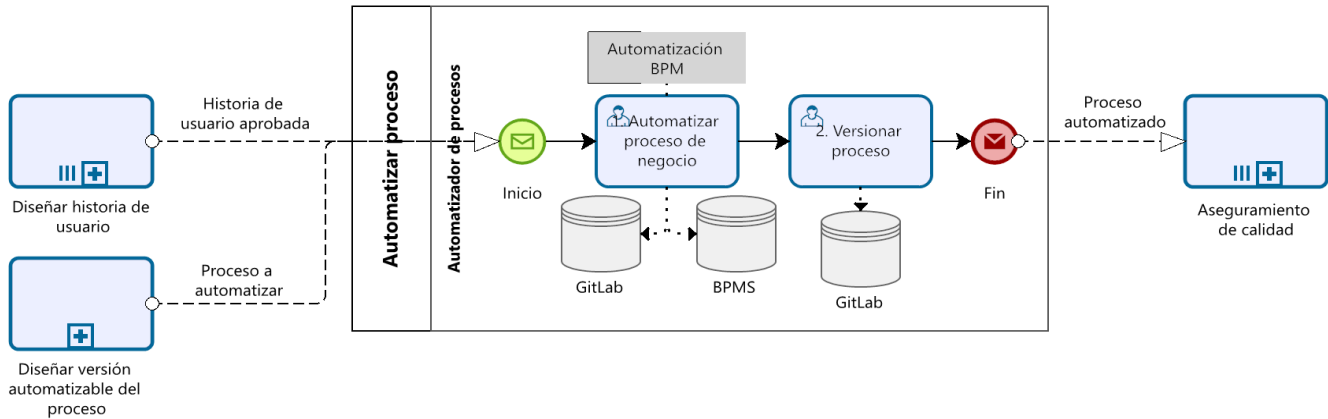 Historia de
usuario aprobada
Diseñar historia de
usuario
Proceso a
automatizar
Diseñar versión
automatizable del
proceso
Automatizar proceso
Automatizador de procesos
Inicio
Automatización
BPM
1. Automatizar
proceso de
negocio
GitLab
BPMS
2. Versionar
proceso
GitLab
Fin
Proceso
automatizado
Aseguramiento
de calidad